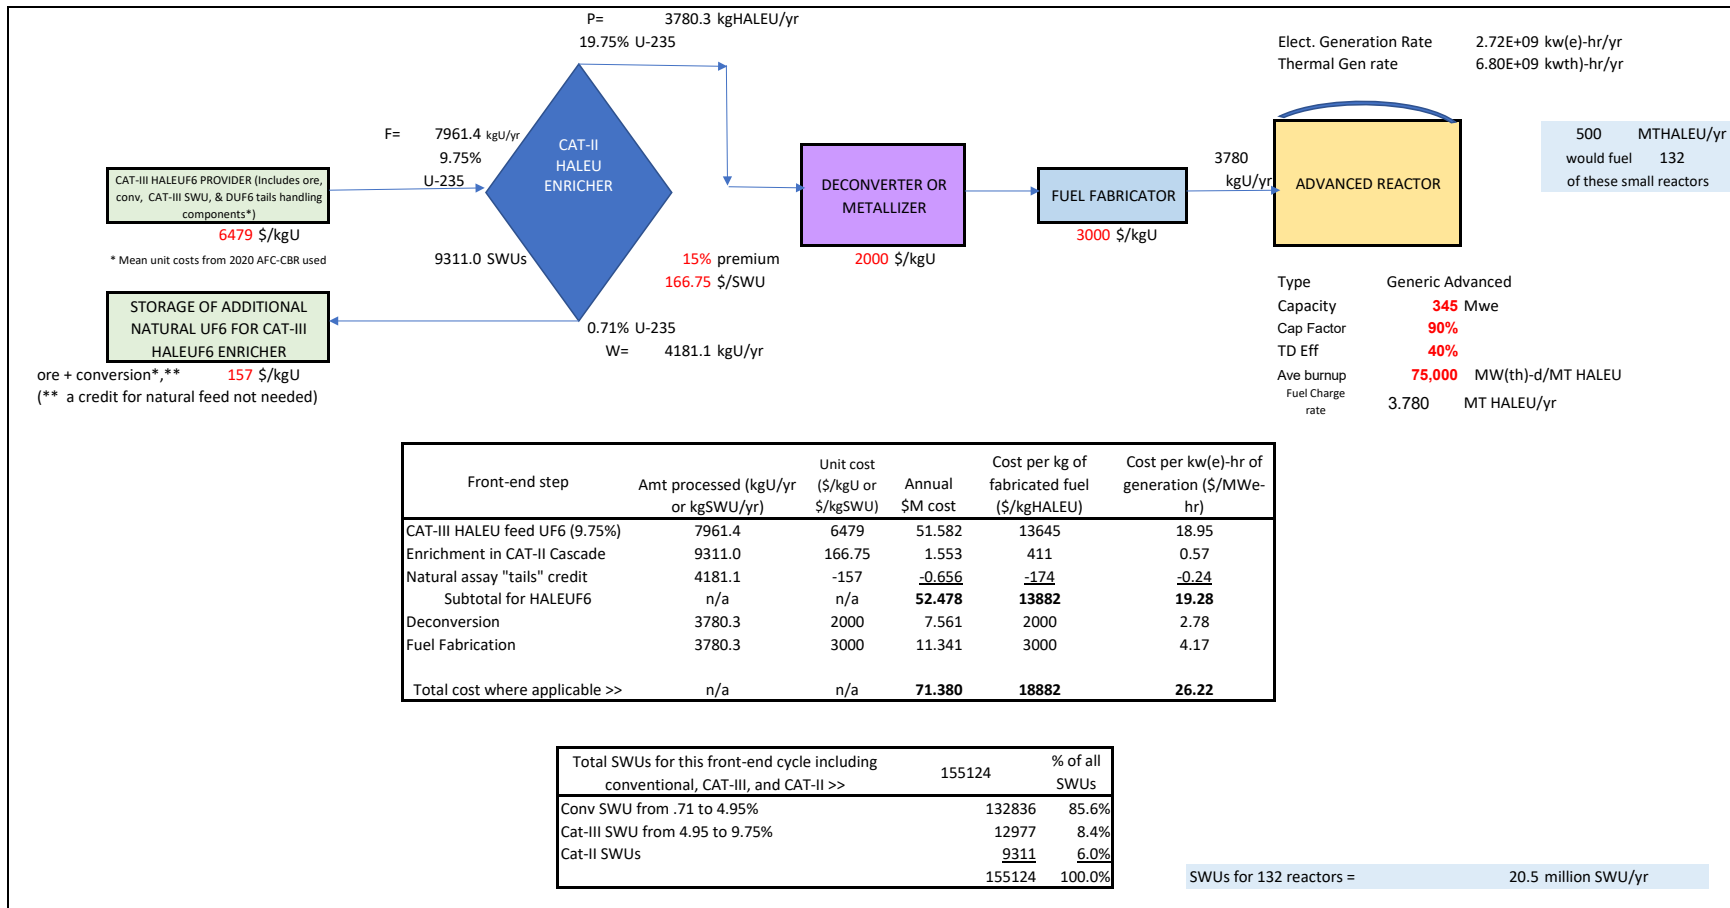 P= 3780.3 kgHALEU/yr
19.75% U-235
Elect. Generation Rate 2.72E+09 kw(e)-hr/yr
Thermal Gen rate 6.80E+09 kwth)-hr/yr
F= 7961.4 kgU/yr
9.75%
U-235
CAT-II
HALEU
ENRICHER
CAT-III HALEUF6 PROVIDER (Includes ore,
conv, CAT-III SWU, & DUF6 tails handling
components*)
6479 $/kgU
* Mean unit costs from 2020 AFC-CBR used
9311.0 SWUs
15% premium
166.75 $/SWU
DECONVERTER OR
METALLIZER
2000 $/kgU
FUEL FABRICATOR
3000 $/kgU
3780
kgU/yr
ADVANCED REACTOR
500 MTHALEU/yr
would fuel 132
of these small reactors
STORAGE OF ADDITIONAL
NATURAL UF6 FOR CAT-III
HALEUF6 ENRICHER
0.71% U-235
W= 4181.1 kgU/yr
ore + conversion*,** 157 $/kgU
(** a credit for natural feed not needed)
Type Generic Advanced
Capacity 345 Mwe
Cap Factor 90%
TD Eff 40%
Ave burnup 75,000 MW(th)-d/MT HALEU
Fuel Charge
rate 3.780 MT HALEU/yr
Front-end step
Amt processed (kgU/yr
or kgSWU/yr)
Unit cost
($/kgU or
$/kgSWU)
Annual
$M cost
Cost per kg of
fabricated fuel
($/kgHALEU)
Cost per kw(e)-hr of
generation ($/MWe-
hr)
CAT-III HALEU feed UF6 (9.75%) 7961.4 6479 51.582 13645 18.95
Enrichment in CAT-II Cascade 9311.0 166.75 1.553 411 0.57
Natural assay "tails" credit 4181.1 -157 -0.656 -174 -0.24
Subtotal for HALEUF6 n/a n/a 52.478 13882 19.28
Deconversion 3780.3 2000 7.561 2000 2.78
Fuel Fabrication 3780.3 3000 11.341 3000 4.17
Total cost where applicable >> n/a n/a 71.380 18882 26.22
Total SWUs for this front-end cycle including
conventional, CAT-III, and CAT-II >>
155124
% of all
SWUs
Conv SWU from .71 to 4.95% 132836 85.6%
Cat-III SWU from 4.95 to 9.75% 12977 8.4%
Cat-II SWUs 9311 6.0%
155124 100.0%
SWUs for 132 reactors = 20.5 million SWU/yr